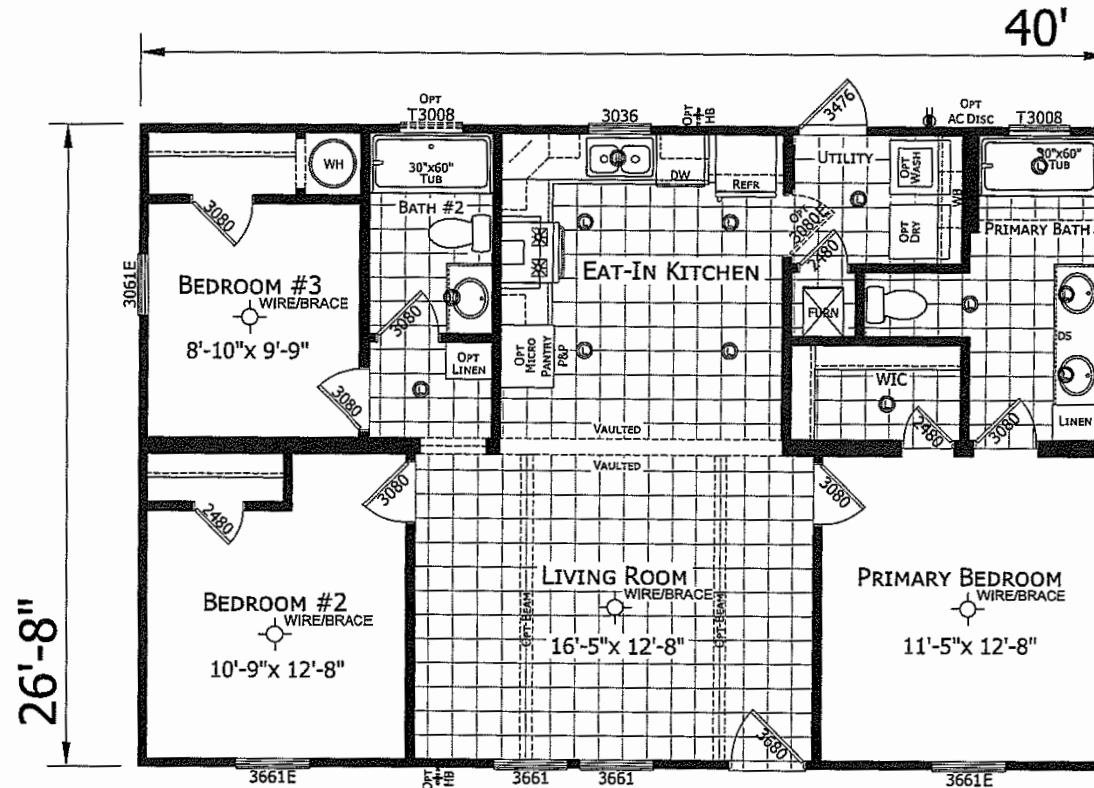 40'
26'-8"
OPT
T3008
3036
OPT
HB
3476
OPT
AC DISC
T3008
WH
30"x60"
TUB
BATH #2
DW
REFR
UTILITY
OPT
WASH
WH
OPT
DRY
30"x60"
TUB
PRIMARY BATH
3080
3061E
BEDROOM #3
WIRE/BRACE
8'-10"x 9'-9"
3080
3080
OPT
LINEN
EAT-IN KITCHEN
OPT
MICRO
PANTRY
P&P
OPT
3080E
2480
FURN
WIC
2480
3080
DS
LINEN
VAULTED
VAULTED
2480
3080
BEDROOM #2
WIRE/BRACE
10'-9"x 12'-8"
OPT-BEAM
LIVING ROOM
WIRE/BRACE
16'-5"x 12'-8"
OPT-BEAM
3080
PRIMARY BEDROOM
WIRE/BRACE
11'-5"x 12'-8"
3680
3661E
OPT
HB
3661
3661
3661E